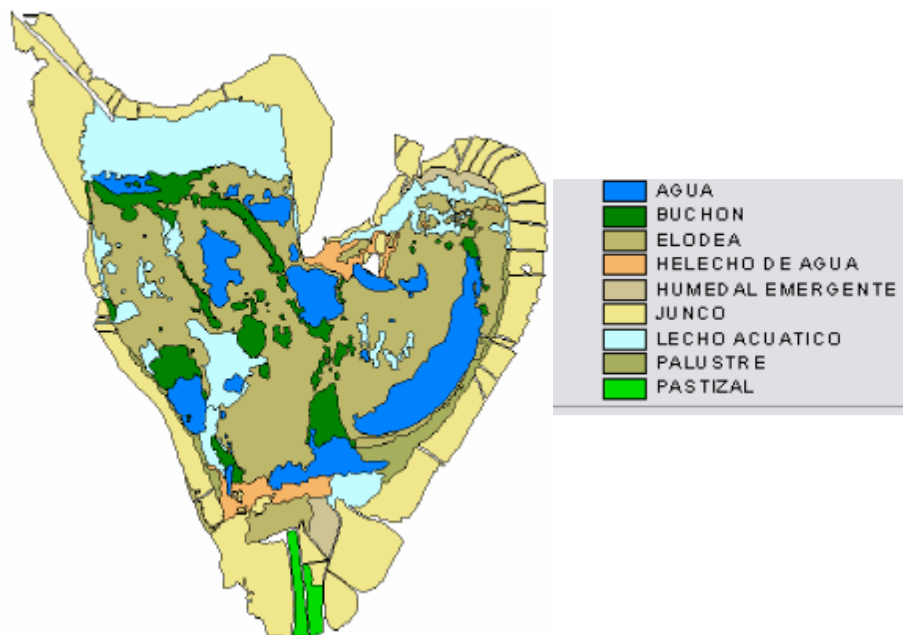 AGUA
BUCHON
ELODEA
HELECHO DE AGUA
HUMEDAL EMERGENTE
JUNCO
LECHO ACUATICO
PALUSTRE
PASTIZAL